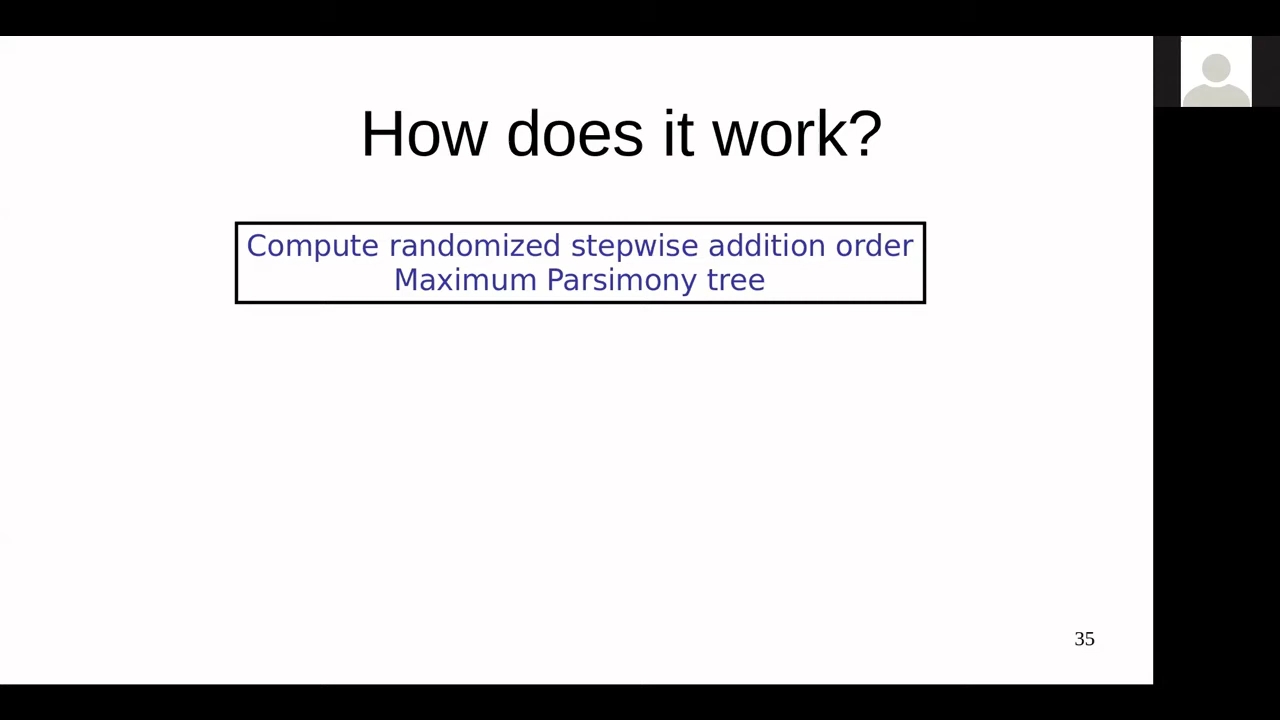 How does it work?
Compute randomized stepwise addition order
Maximum Parsimony tree
35